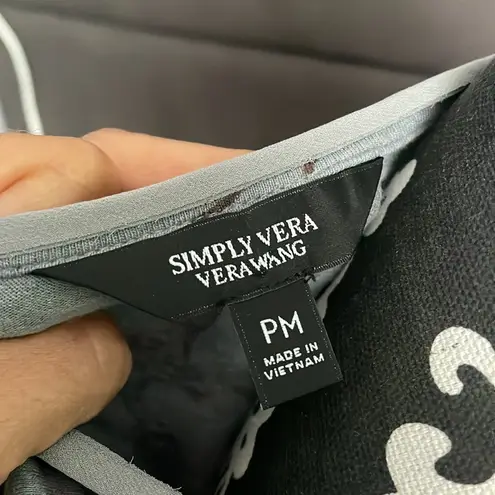 SIMPLY VERA
VERAWANG
PM
MADE IN
VIETNAM